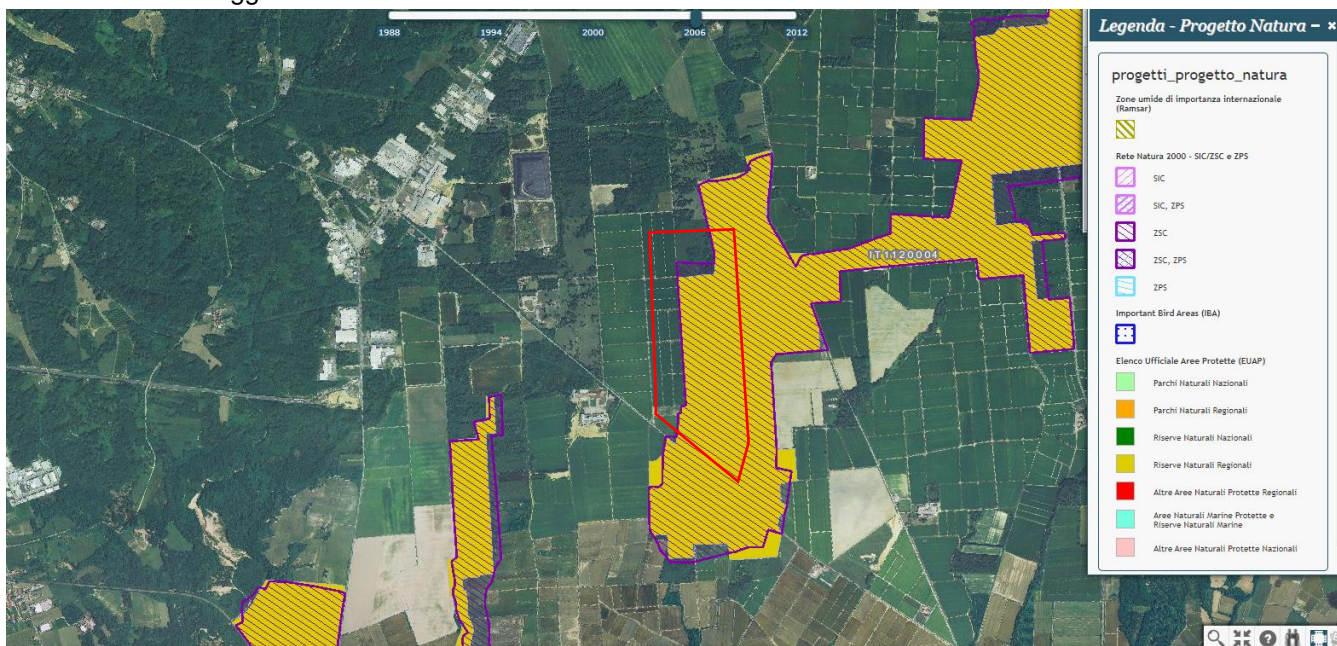 1988
1994
2000
2006
2012
Legenda - Progetto Natura
progetti_progetto_natura
Zone umide di importanza internazionale
(Ramsar)
Rete Natura 2000 - SIC/ZSC e ZPS
SIC
SIC, ZPS
ZSC
ZSC, ZPS
ZPS
Important Bird Areas (IBA)
Elenco Ufficiale Aree Protette (EUAP)
Parchi Naturali Nazionali
Parchi Naturali Regionali
Riserve Naturali Nazionali
Riserve Naturali Regionali
Altre Aree Naturali Protette Regionali
Aree Naturali Marine Protette e
Riserve Naturali Marine
Altre Aree Naturali Protette Nazionali
IT1120004